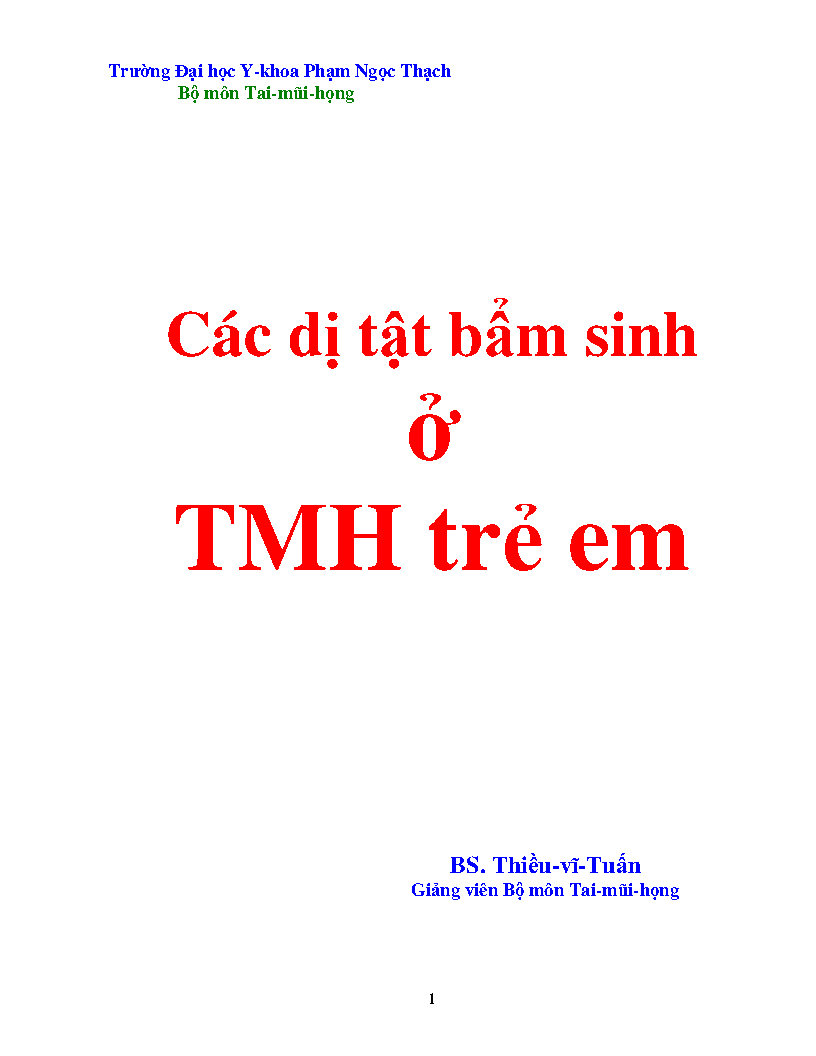 Trường Đại học Y-khoa Phạm Ngọc Thạch
Bộ môn Tai-mũi-họng
Các dị tật bẩm sinh
ở
TMH trẻ em
BS. Thiều-vĩ-Tuấn
Giảng viên Bộ môn Tai-mũi-họng
1